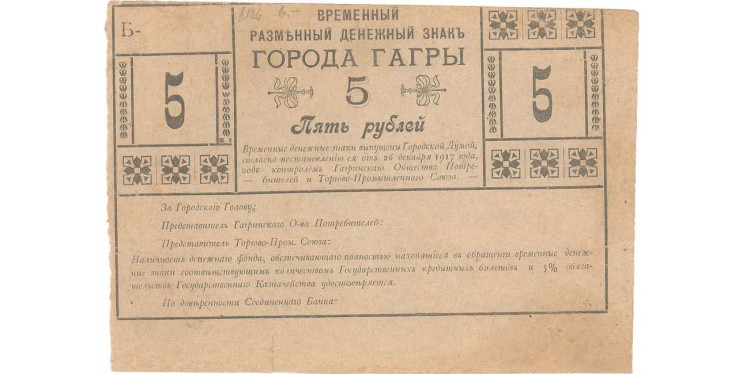 Б-
ВРЕМЕННЫЙ
РАЗМѢННЫЙ ДЕНЕЖНЫЙ ЗНАКЪ
ГОРОДА ГАГРЫ
5
5
5
Пять рублей
Временные денежные знаки выпущены Городской Думой,
согласно постановленію ея отъ 26 декабря 1917 года,
подъ контролемъ Гагринскаго Общества Потре-
— бителей и Торгово-Промышленнаго Союза. —
За Городского Голову:
Представитель Гагринскаго О-ва Потребителей:
Представитель Торгово-Пром. Союза:
Наличность денежнаго фонда, обезпечивающаго полностью находящіяся въ обращеніи временные денеж-
ные знаки соотвѣтствующимъ количествомъ Государственныхъ кредитныхъ билетовъ и 5% обяза-
тельствъ Государственнаго Казначейства удостовѣряется.
По довѣренности Соединеннаго Банка: